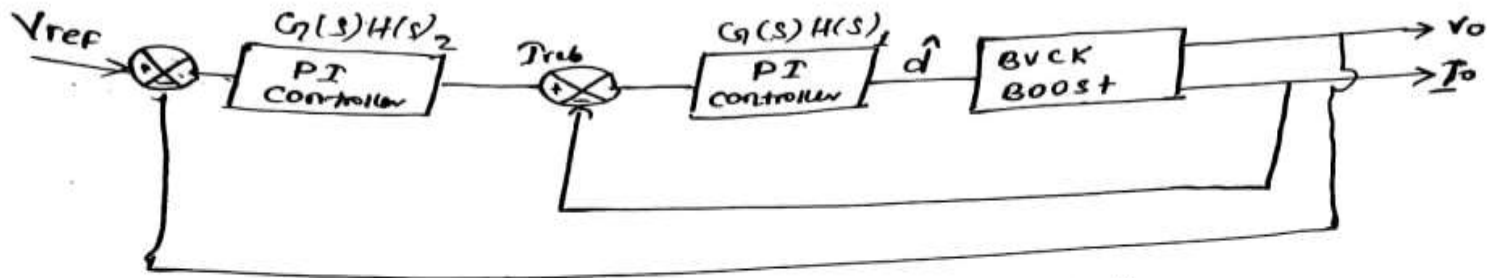 G(s)H(s)2
G(s)H(s)1
Vref
Iref
PI
Controller
PI
Controller
d̂
BUCK
BOOST
Vo
Io
+
-
+
-